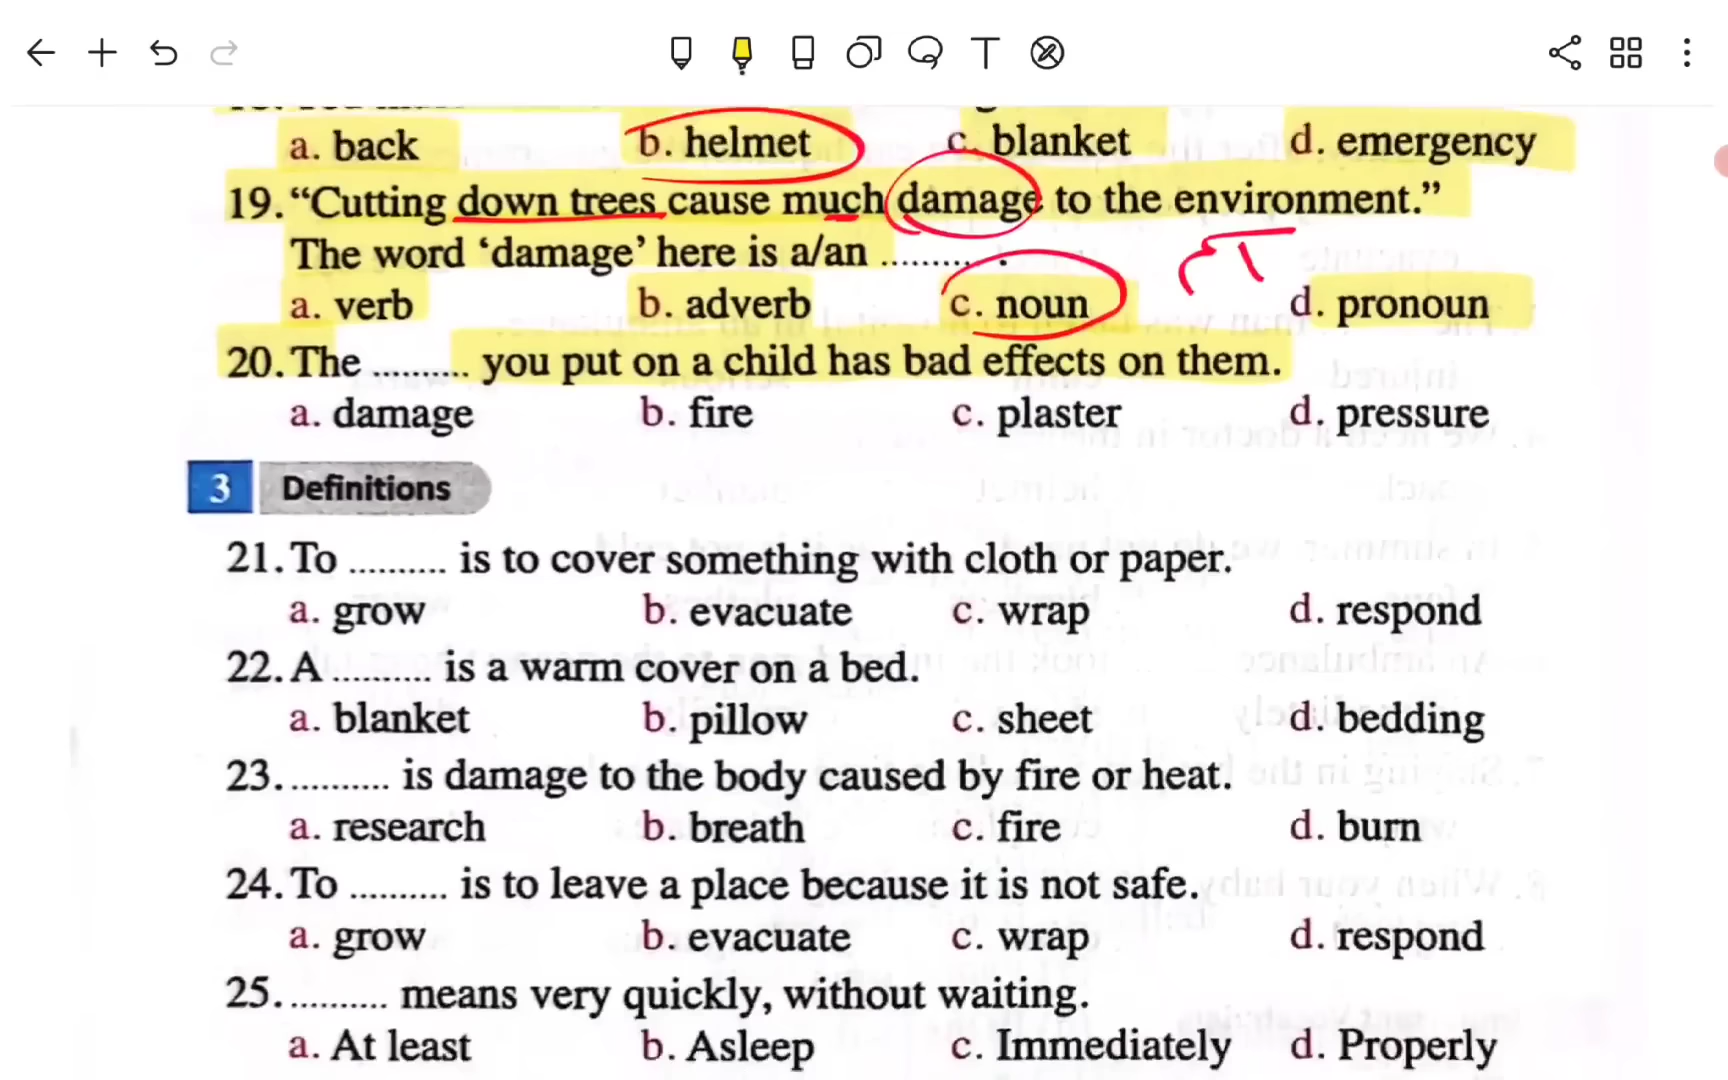 a. back b. helmet c. blanket d. emergency
19. “Cutting down trees cause much damage to the environment.”
The word ‘damage’ here is a/an .......... .
a. verb b. adverb c. noun d. pronoun
20. The .......... you put on a child has bad effects on them.
a. damage b. fire c. plaster d. pressure
3 Definitions
21. To .......... is to cover something with cloth or paper.
a. grow b. evacuate c. wrap d. respond
22. A .......... is a warm cover on a bed.
a. blanket b. pillow c. sheet d. bedding
23. .......... is damage to the body caused by fire or heat.
a. research b. breath c. fire d. burn
24. To .......... is to leave a place because it is not safe.
a. grow b. evacuate c. wrap d. respond
25. .......... means very quickly, without waiting.
a. At least b. Asleep c. Immediately d. Properly